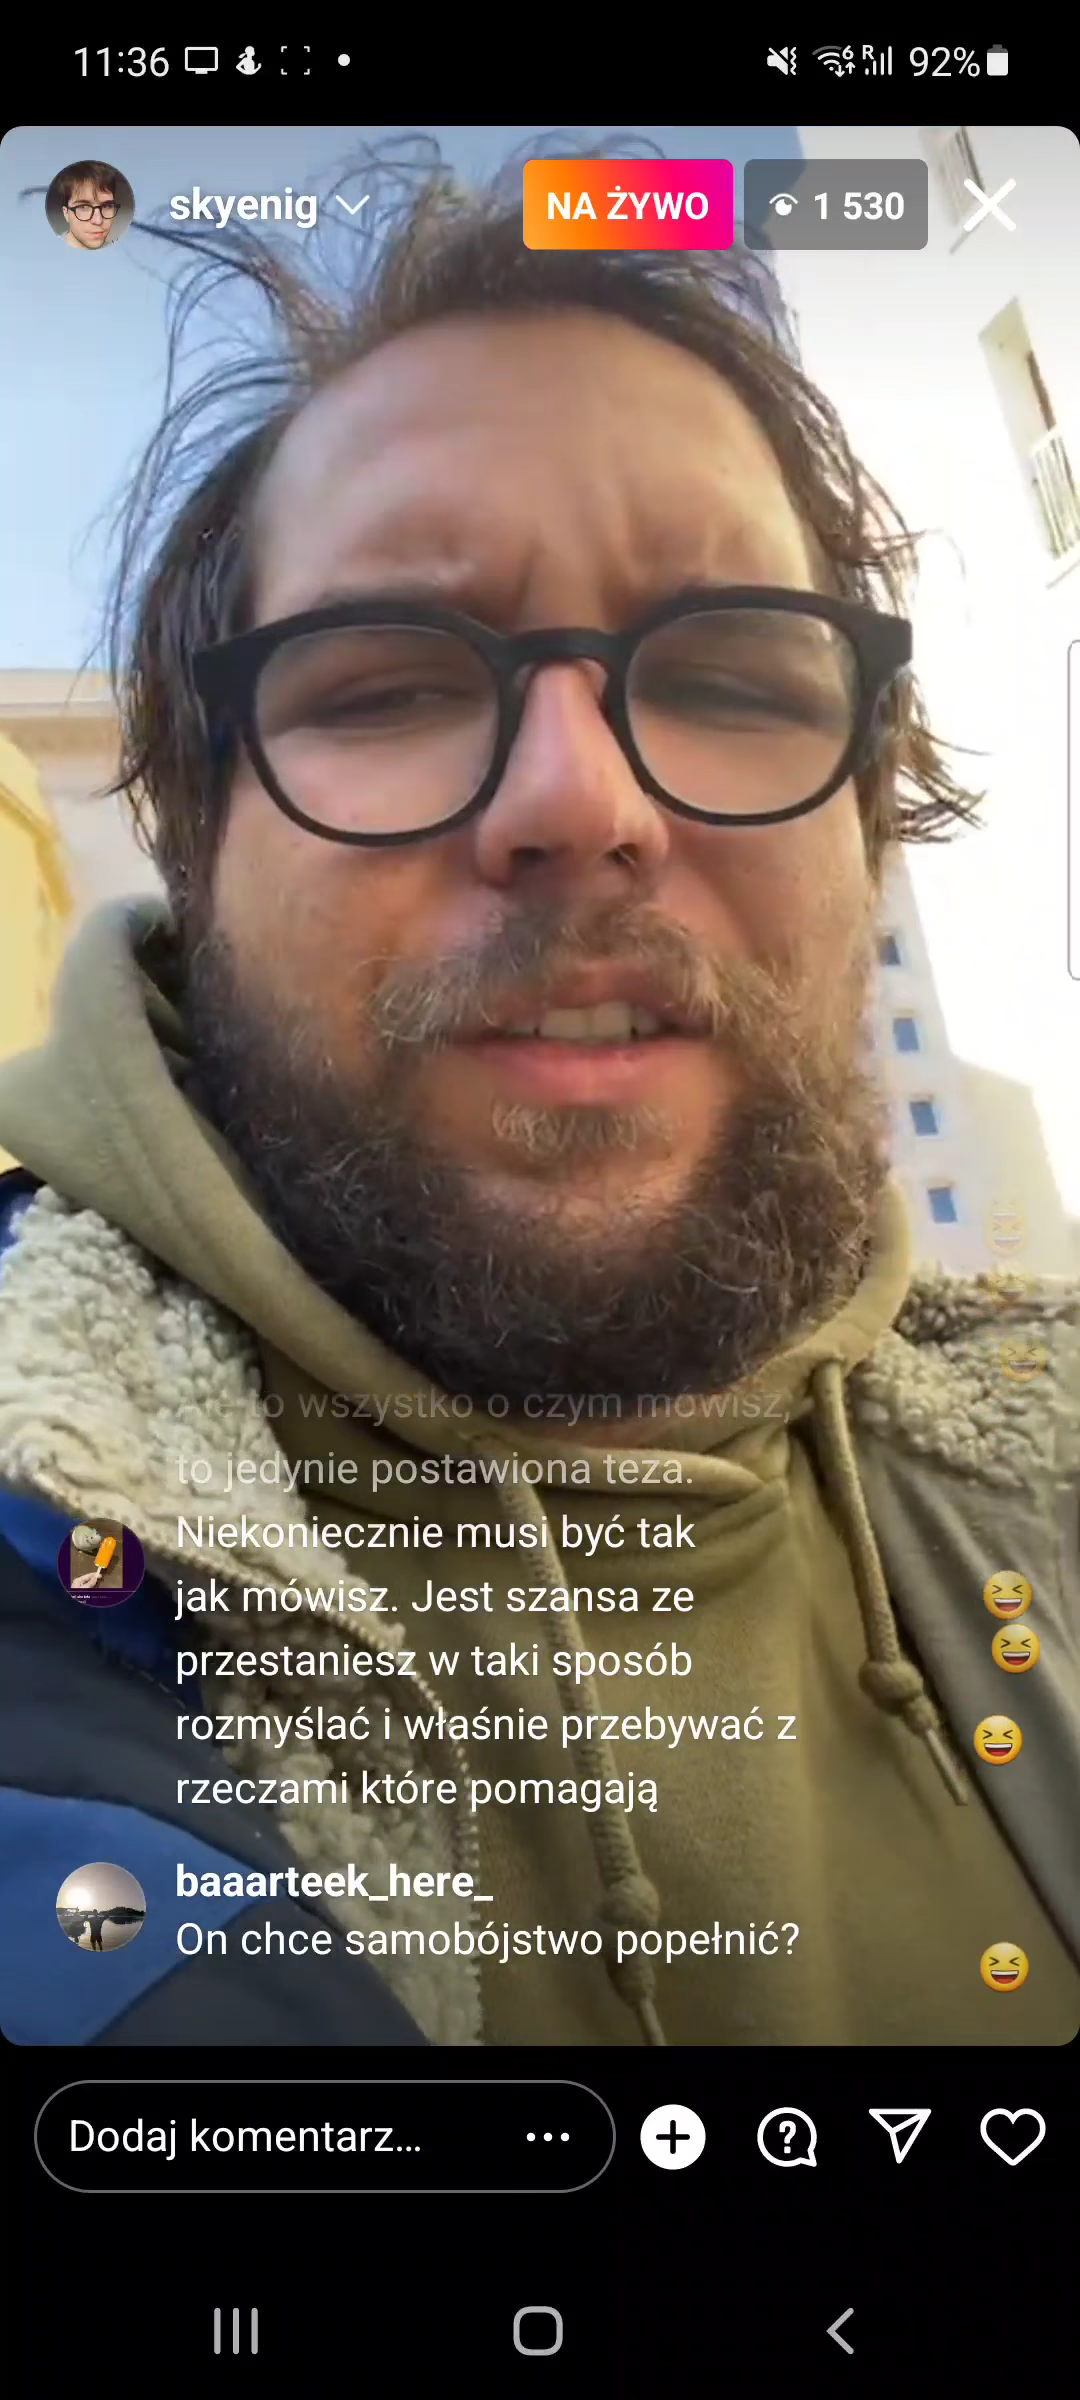 11:36 92%
skyenig NA ŻYWO 1 530
Ale to wszystko o czym mówisz,
to jedynie postawiona teza.
Niekoniecznie musi być tak
jak mówisz. Jest szansa ze
przestaniesz w taki sposób
rozmyślać i właśnie przebywać z
rzeczami które pomagają
baaarteek_here_
On chce samobójstwo popełnić?
Dodaj komentarz...